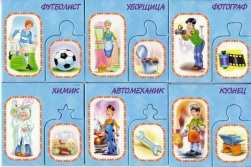 ФУТБОЛИСТ УБОРЩИЦА ФОТОГРАФ
ХИМИК АВТОМЕХАНИК КУЗНЕЦ